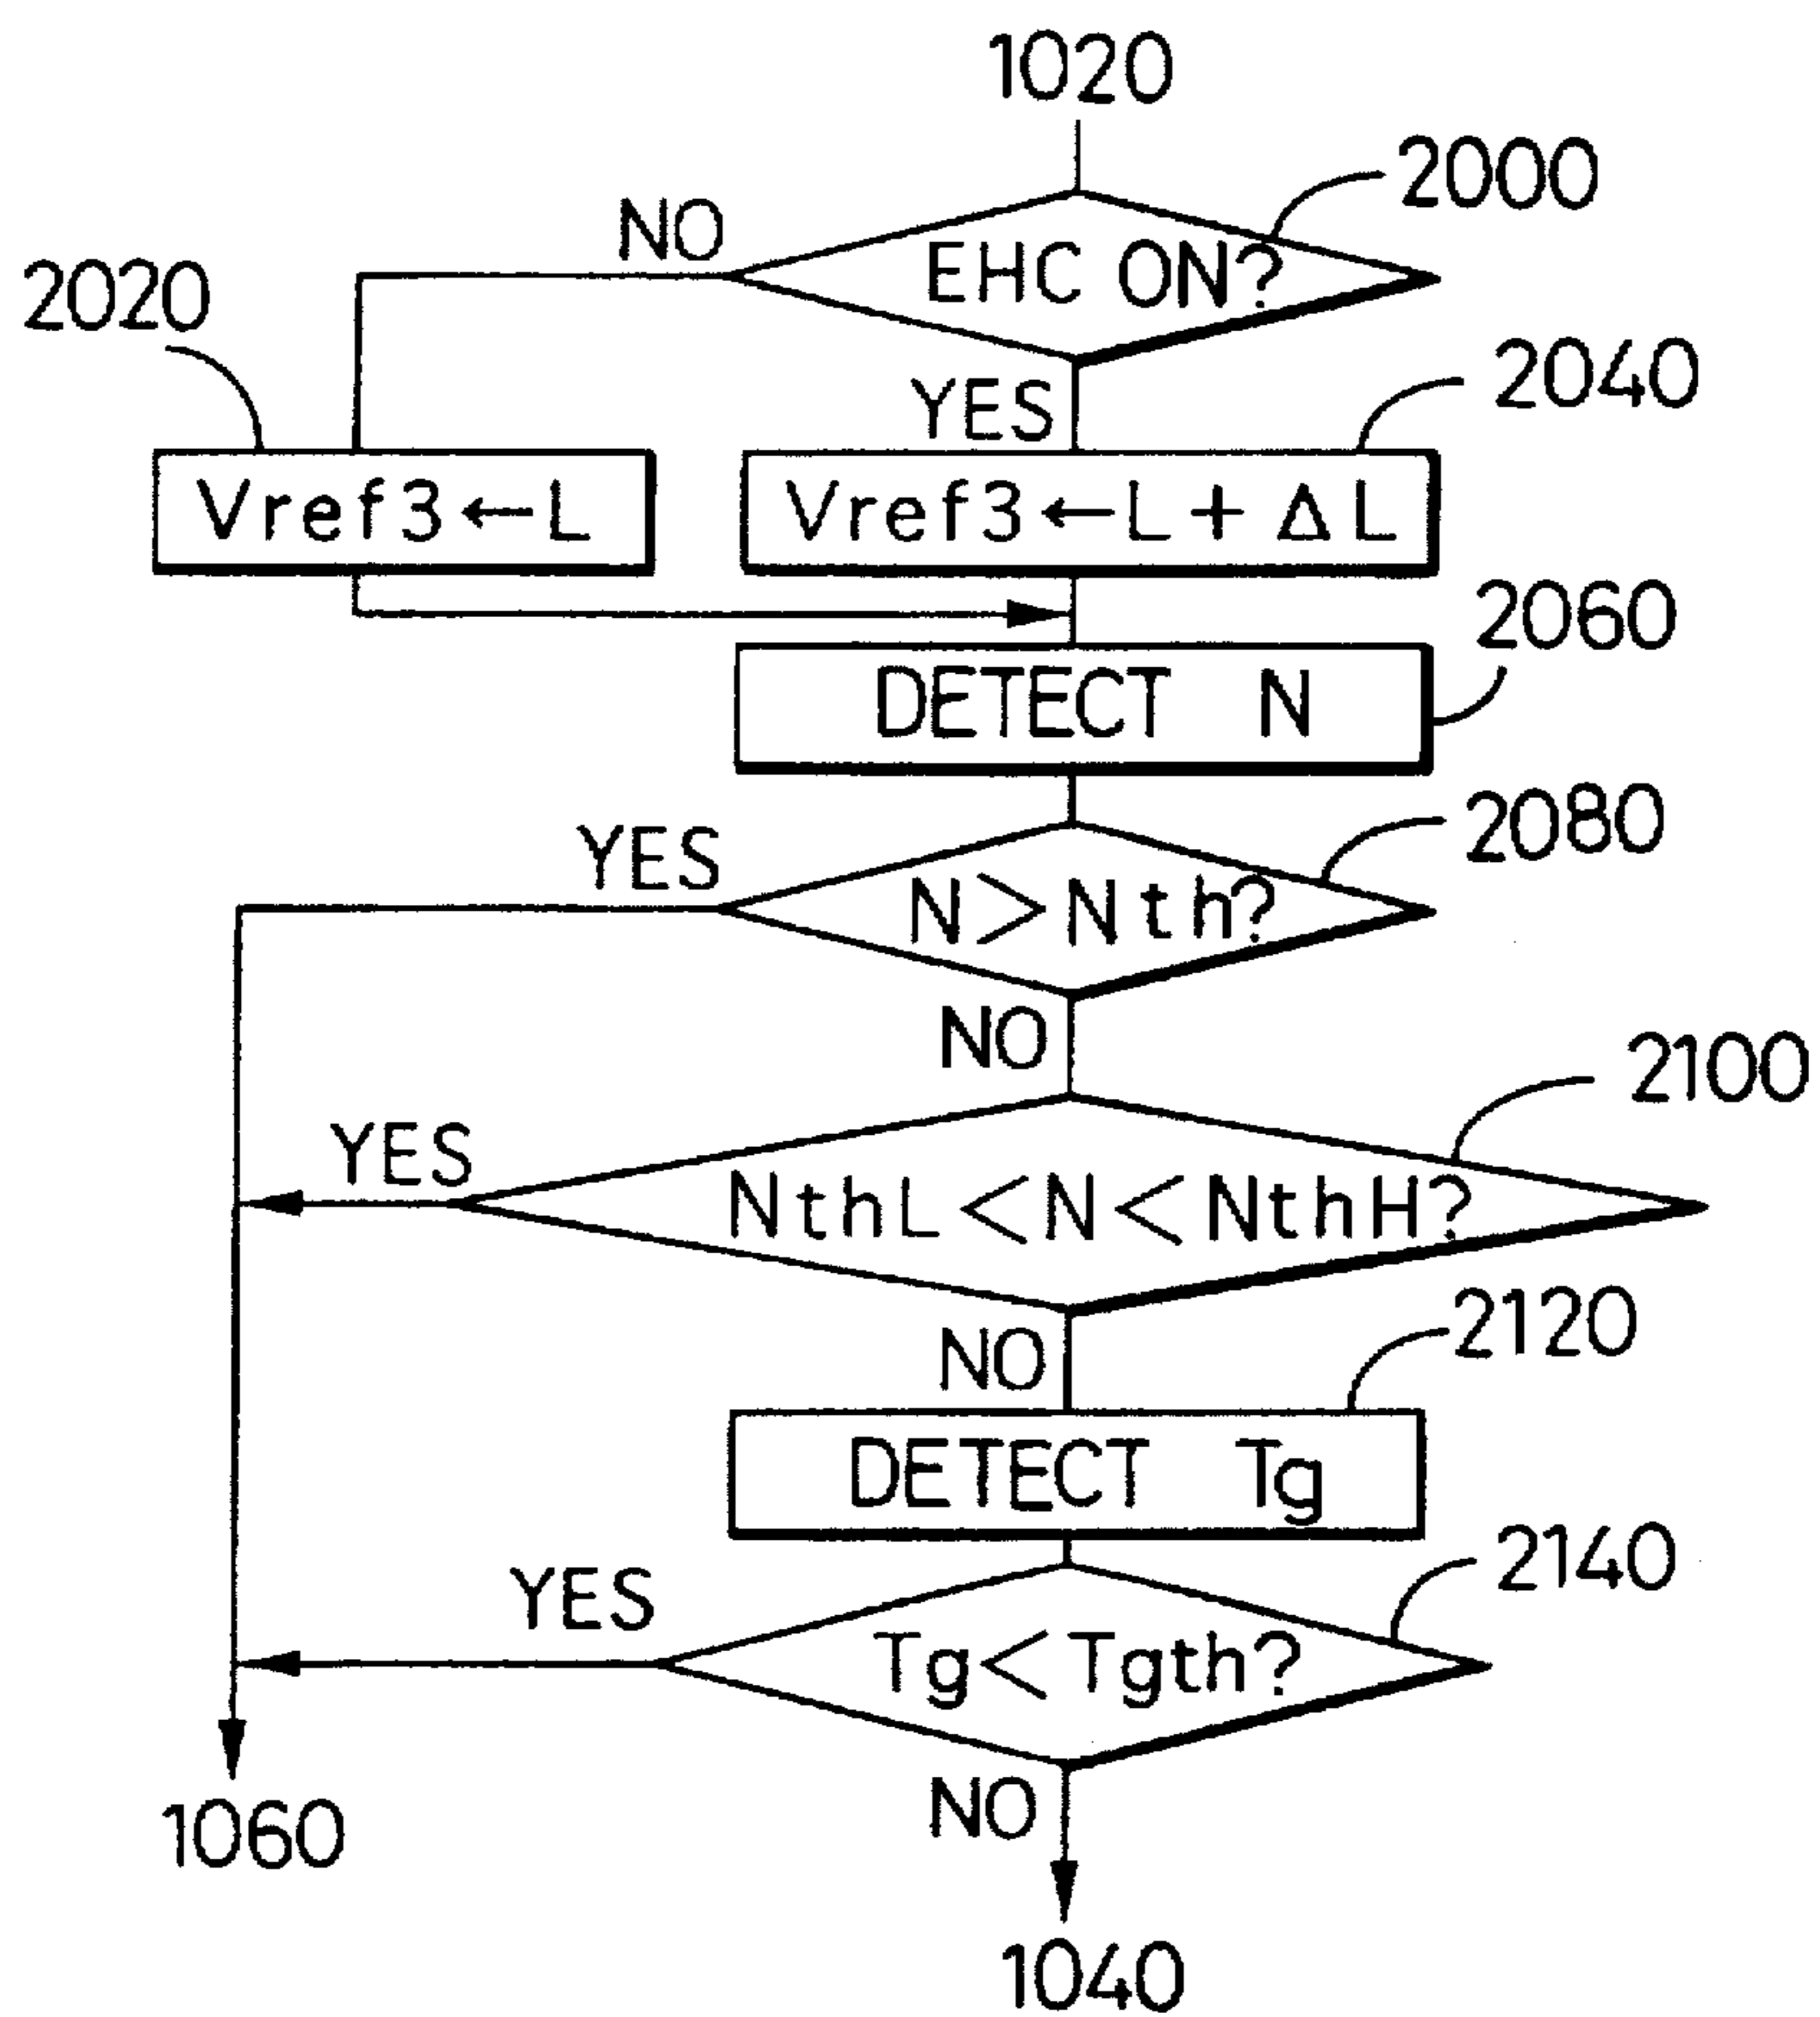 1020
2000
NO
EHC ON?
2020
2040
YES
Vref3←L
Vref3←L+ΔL
2060
DETECT N
2080
YES
N>Nth?
NO
2100
YES
NthL<N<NthH?
2120
NO
DETECT Tg
2140
YES
Tg<Tgth?
NO
1060
1040